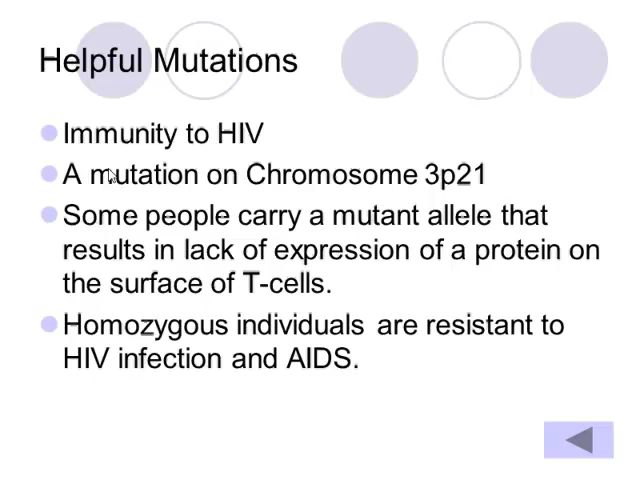 Helpful Mutations
Immunity to HIV
A mutation on Chromosome 3p21
Some people carry a mutant allele that
results in lack of expression of a protein on
the surface of T-cells.
Homozygous individuals are resistant to
HIV infection and AIDS.